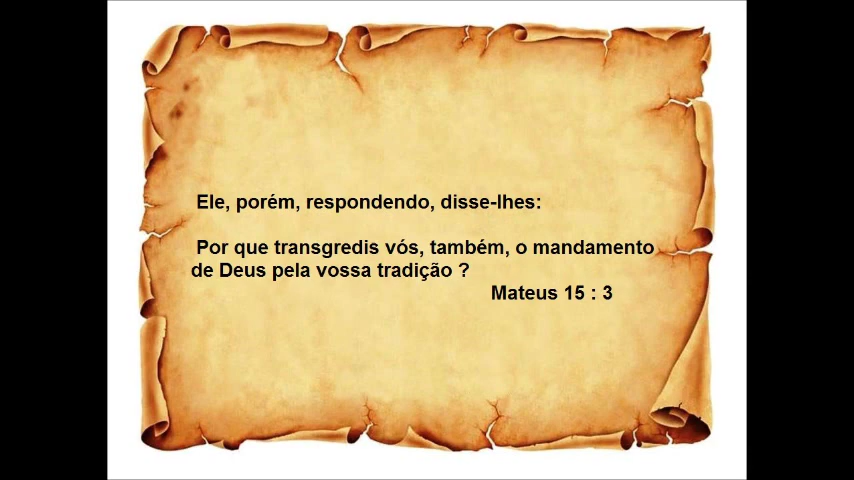 Ele, porém, respondendo, disse-lhes:
Por que transgredis vós, também, o mandamento
de Deus pela vossa tradição ?
Mateus 15 : 3